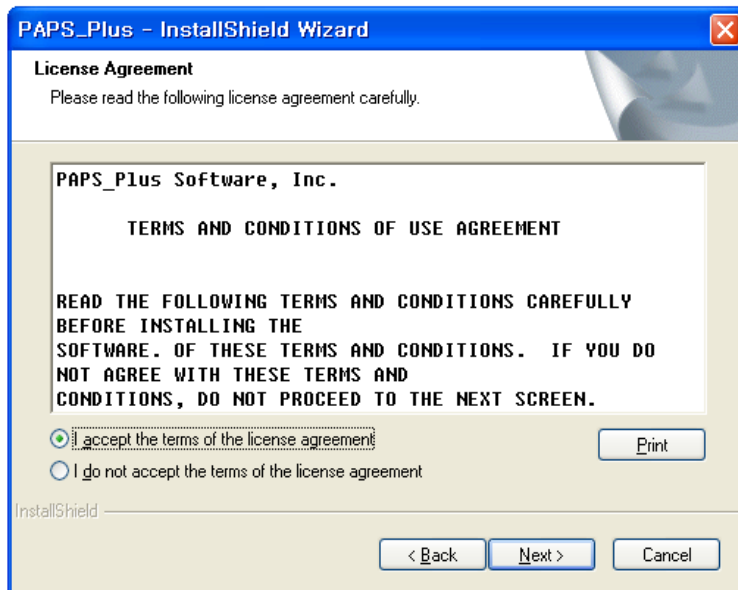 PAPS_Plus - InstallShield Wizard
License Agreement
Please read the following license agreement carefully.
PAPS_Plus Software, Inc.
TERMS AND CONDITIONS OF USE AGREEMENT
READ THE FOLLOWING TERMS AND CONDITIONS CAREFULLY
BEFORE INSTALLING THE
SOFTWARE. OF THESE TERMS AND CONDITIONS.  IF YOU DO
NOT AGREE WITH THESE TERMS AND
CONDITIONS, DO NOT PROCEED TO THE NEXT SCREEN.
I accept the terms of the license agreement
Print
I do not accept the terms of the license agreement
InstallShield
< Back
Next >
Cancel